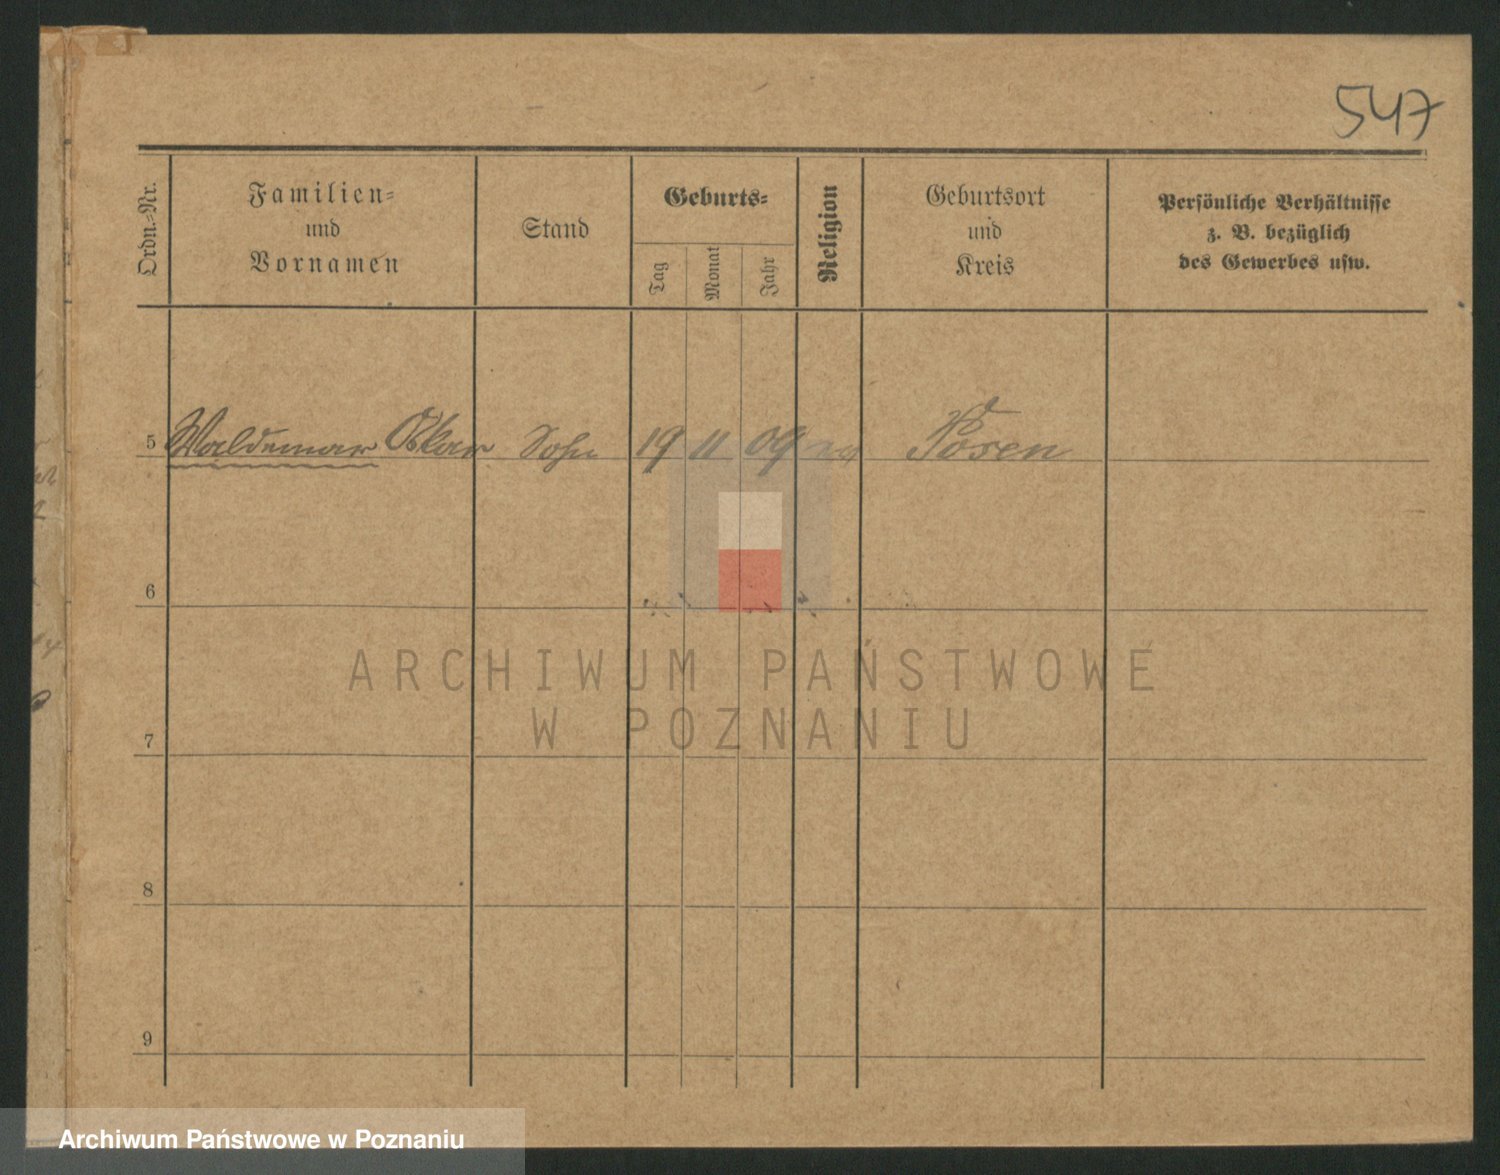 547
Ordn.-Nr.
Familien-
und
Vornamen
Stand
Geburts-
Tag
Monat
Jahr
Religion
Geburtsort
und
Kreis
Persönliche Verhältnisse
z. B. bezüglich
des Gewerbes usw.
5 Waldemar Oskar Sohn 19 11 09 Posen
6
7
8
9
ARCHIWUM PAŃSTWOWE
W POZNANIU
Archiwum Państwowe w Poznaniu